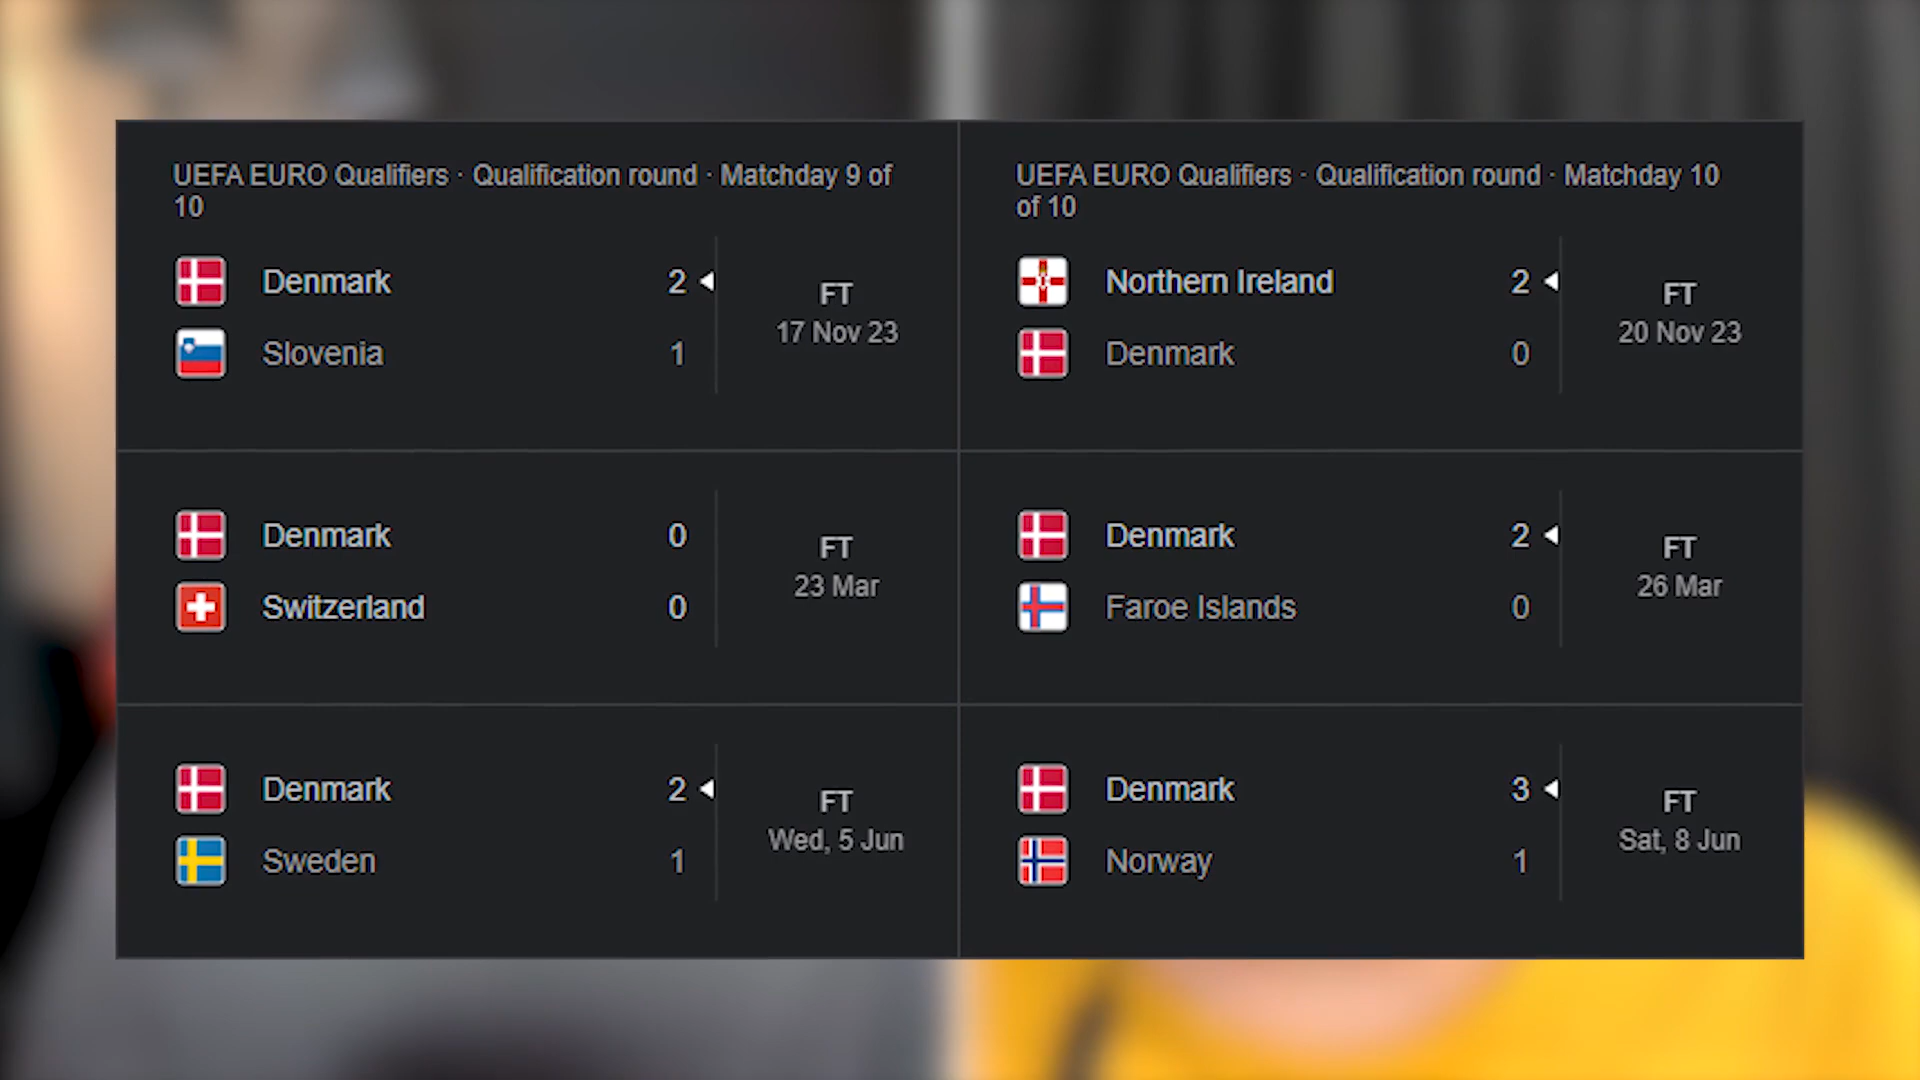 UEFA EURO Qualifiers · Qualification round · Matchday 9 of
10
Denmark 2
Slovenia 1
FT
17 Nov 23
UEFA EURO Qualifiers · Qualification round · Matchday 10
of 10
Northern Ireland 2
Denmark 0
FT
20 Nov 23
Denmark 0
Switzerland 0
FT
23 Mar
Denmark 2
Faroe Islands 0
FT
26 Mar
Denmark 2
Sweden 1
FT
Wed, 5 Jun
Denmark 3
Norway 1
FT
Sat, 8 Jun